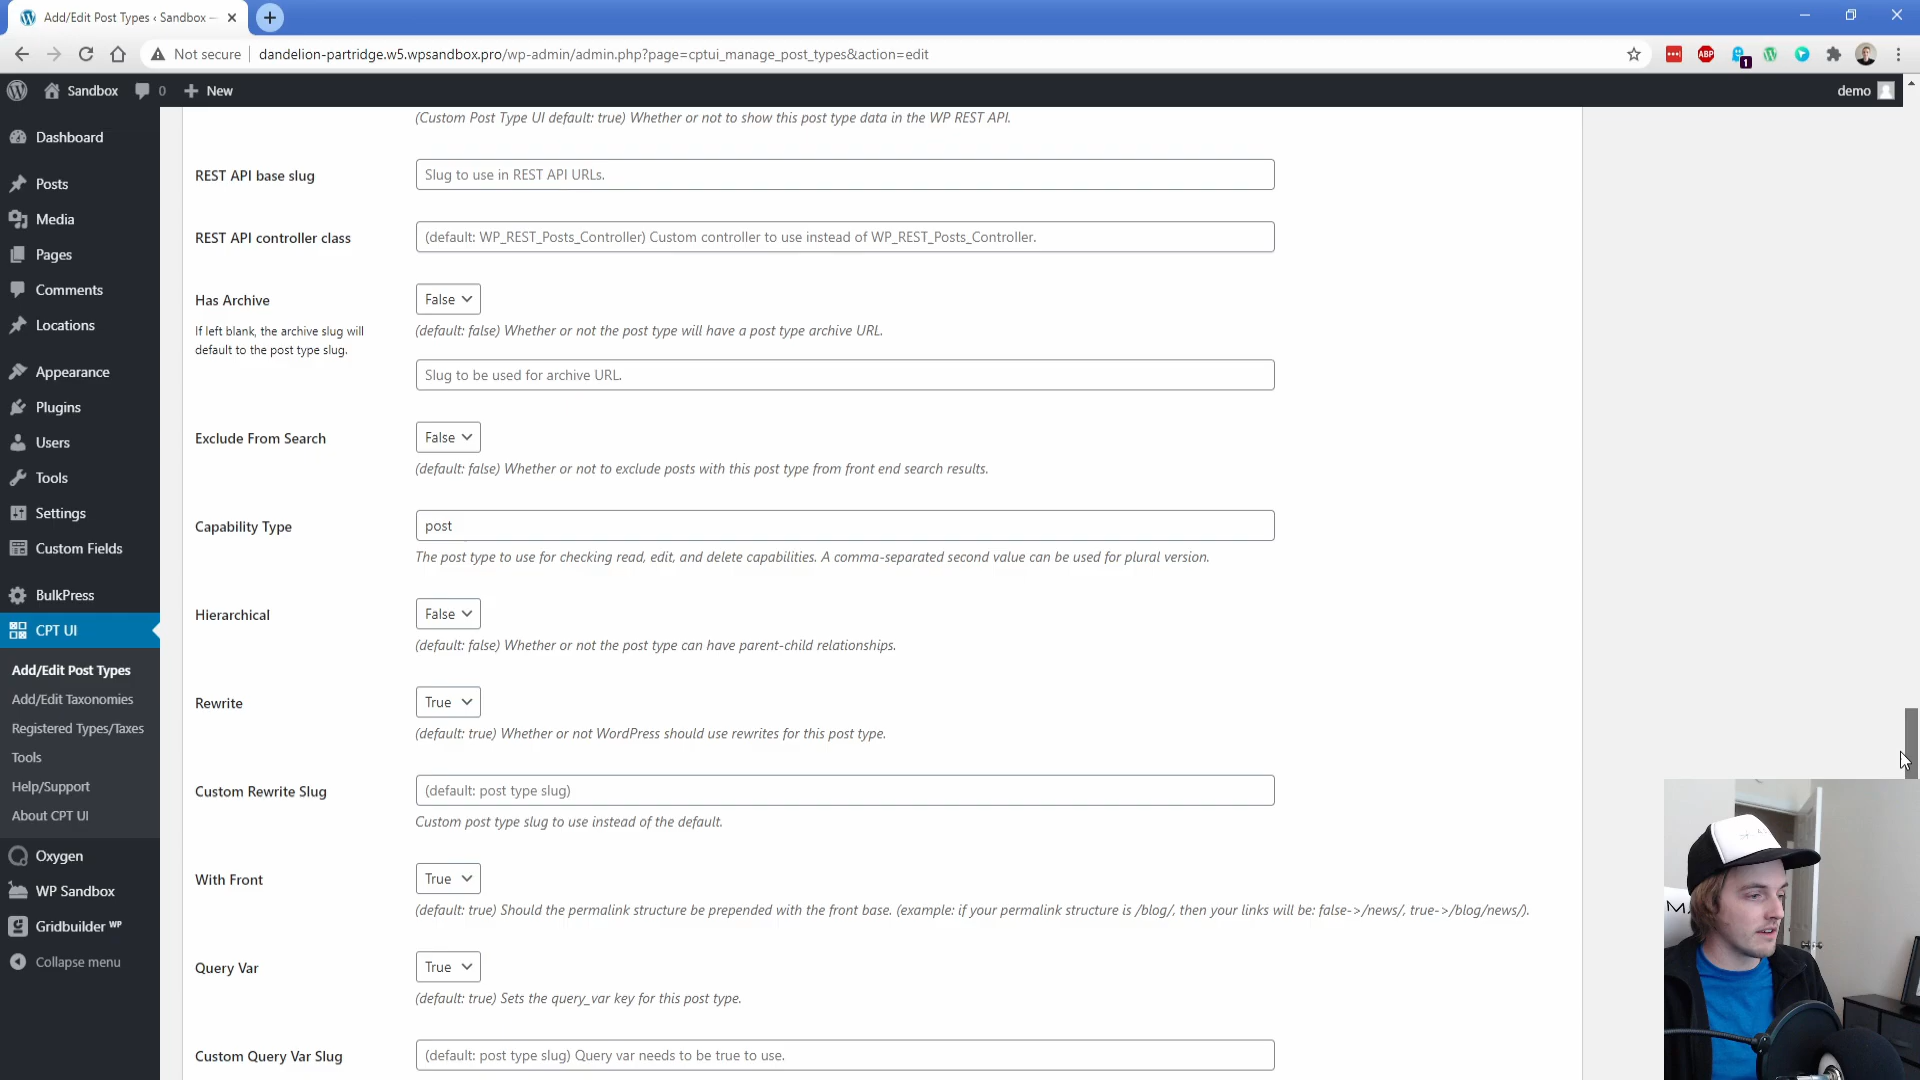 Add/Edit Post Types ‹ Sandbox —
Not secure
dandelion-partridge.w5.wpsandbox.pro/wp-admin/admin.php?page=cptui_manage_post_types&action=edit
ABP
1
Sandbox
0
New
demo
Dashboard
Posts
Media
Pages
Comments
Locations
Appearance
Plugins
Users
Tools
Settings
Custom Fields
BulkPress
CPT UI
Add/Edit Post Types
Add/Edit Taxonomies
Registered Types/Taxes
Tools
Help/Support
About CPT UI
Oxygen
WP Sandbox
Gridbuilder ᵂᴾ
Collapse menu
(Custom Post Type UI default: true) Whether or not to show this post type data in the WP REST API.
REST API base slug
Slug to use in REST API URLs.
REST API controller class
(default: WP_REST_Posts_Controller) Custom controller to use instead of WP_REST_Posts_Controller.
Has Archive
If left blank, the archive slug will
default to the post type slug.
False
(default: false) Whether or not the post type will have a post type archive URL.
Slug to be used for archive URL.
Exclude From Search
False
(default: false) Whether or not to exclude posts with this post type from front end search results.
Capability Type
post
The post type to use for checking read, edit, and delete capabilities. A comma-separated second value can be used for plural version.
Hierarchical
False
(default: false) Whether or not the post type can have parent-child relationships.
Rewrite
True
(default: true) Whether or not WordPress should use rewrites for this post type.
Custom Rewrite Slug
(default: post type slug)
Custom post type slug to use instead of the default.
With Front
True
(default: true) Should the permalink structure be prepended with the front base. (example: if your permalink structure is /blog/, then your links will be: false->/news/, true->/blog/news/).
Query Var
True
(default: true) Sets the query_var key for this post type.
Custom Query Var Slug
(default: post type slug) Query var needs to be true to use.